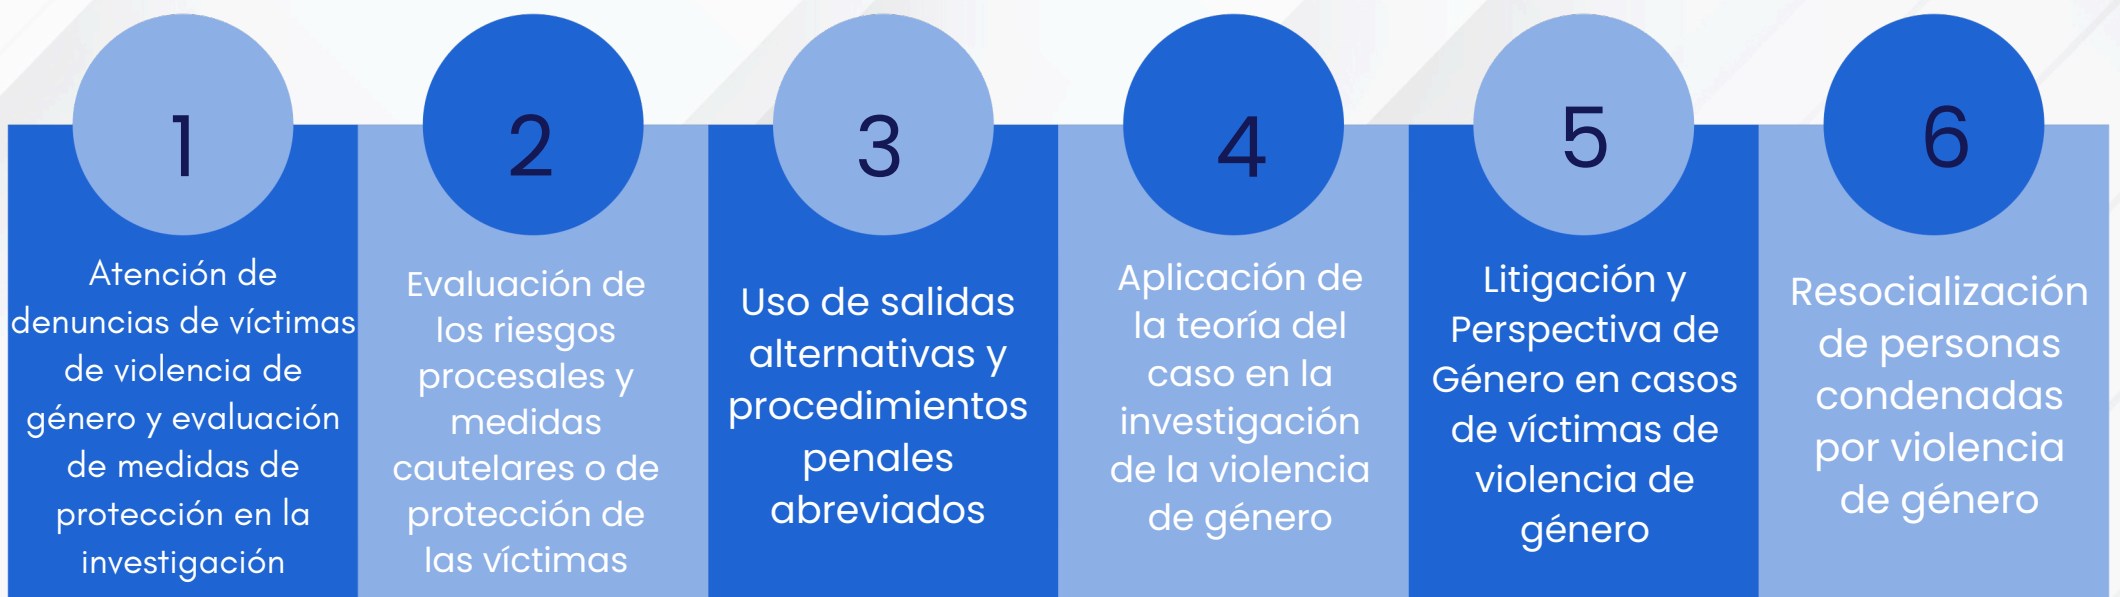 1
Atención de
denuncias de víctimas
de violencia de
género y evaluación
de medidas de
protección en la
investigación
2
Evaluación de
los riesgos
procesales y
medidas
cautelares o de
protección de
las víctimas
3
Uso de salidas
alternativas y
procedimientos
penales
abreviados
4
Aplicación de
la teoría del
caso en la
investigación
de la violencia
de género
5
Litigación y
Perspectiva de
Género en casos
de víctimas de
violencia de
género
6
Resocialización
de personas
condenadas
por violencia
de género